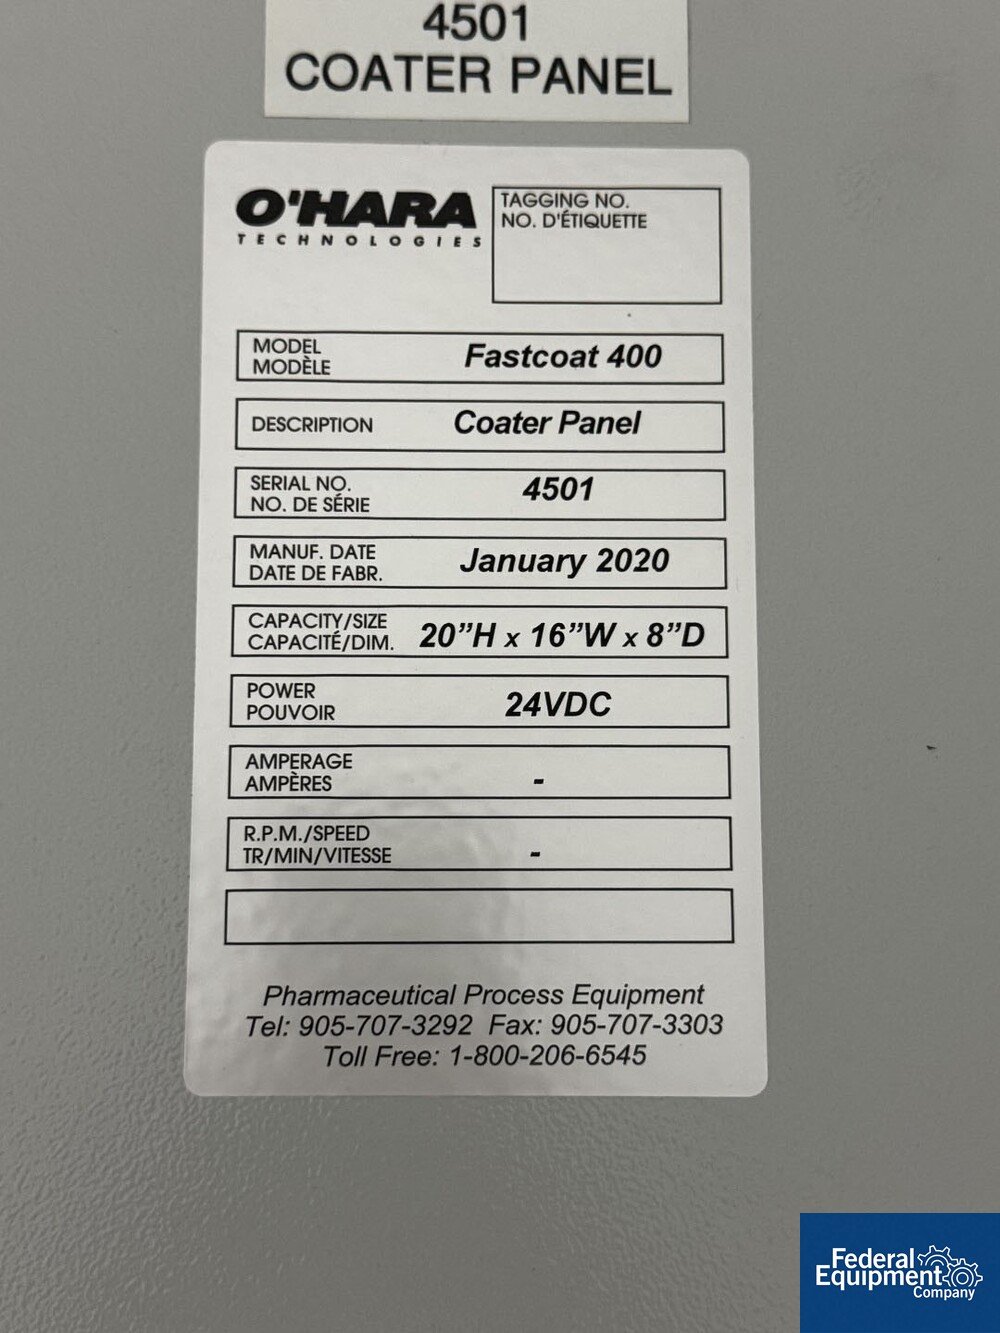 4501
COATER PANEL
O'HARA
TECHNOLOGIES
TAGGING NO.
NO. D'ÉTIQUETTE
MODEL
MODÈLE
Fastcoat 400
DESCRIPTION
Coater Panel
SERIAL NO.
NO. DE SÉRIE
4501
MANUF. DATE
DATE DE FABR.
January 2020
CAPACITY/SIZE
CAPACITÉ/DIM.
20”H x 16”W x 8”D
POWER
POUVOIR
24VDC
AMPERAGE
AMPÈRES
-
R.P.M./SPEED
TR/MIN/VITESSE
-
Pharmaceutical Process Equipment
Tel: 905-707-3292 Fax: 905-707-3303
Toll Free: 1-800-206-6545
Federal
Equipment
Company